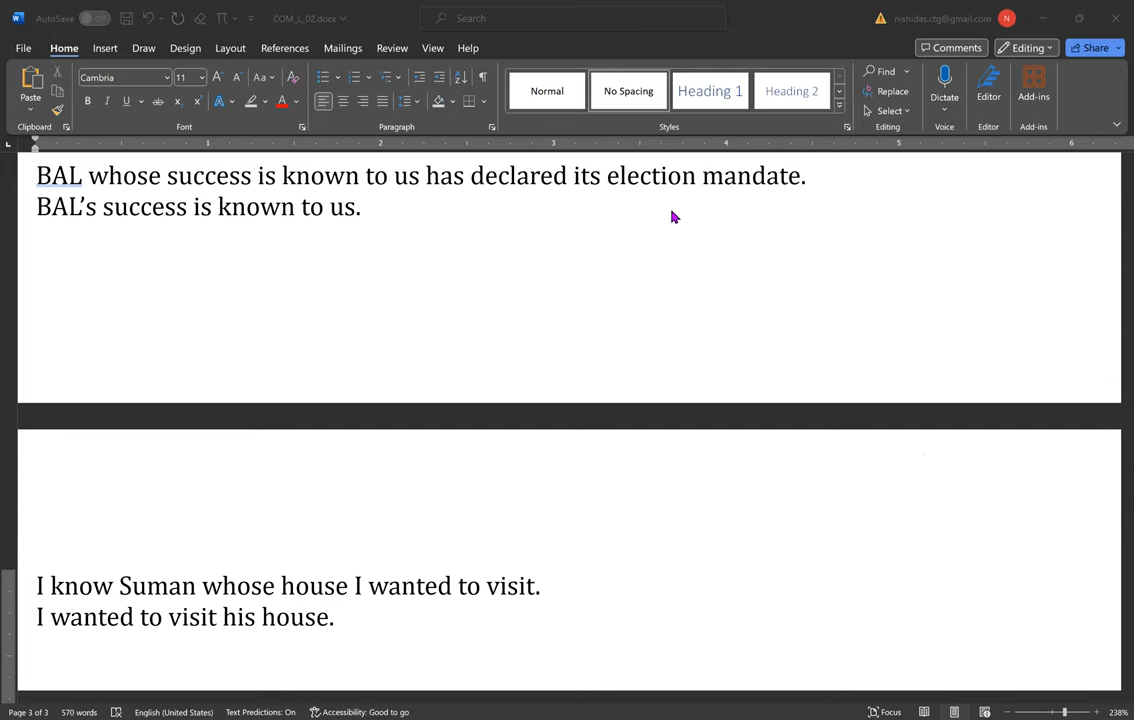 AutoSave Off COM_L_02.docx Search nishidas.ctg@gmail.com N
File Home Insert Draw Design Layout References Mailings Review View Help Comments Editing Share
Paste Cambria 11 Aa Normal No Spacing Heading 1 Heading 2 Find Replace Select Dictate Editor Add-ins
Clipboard Font Paragraph Styles Editing Voice Editor Add-ins
1 2 3 4 5 6
BAL whose success is known to us has declared its election mandate.
BAL’s success is known to us.
I know Suman whose house I wanted to visit.
I wanted to visit his house.
Page 3 of 3 570 words English (United States) Text Predictions: On Accessibility: Good to go Focus 238%